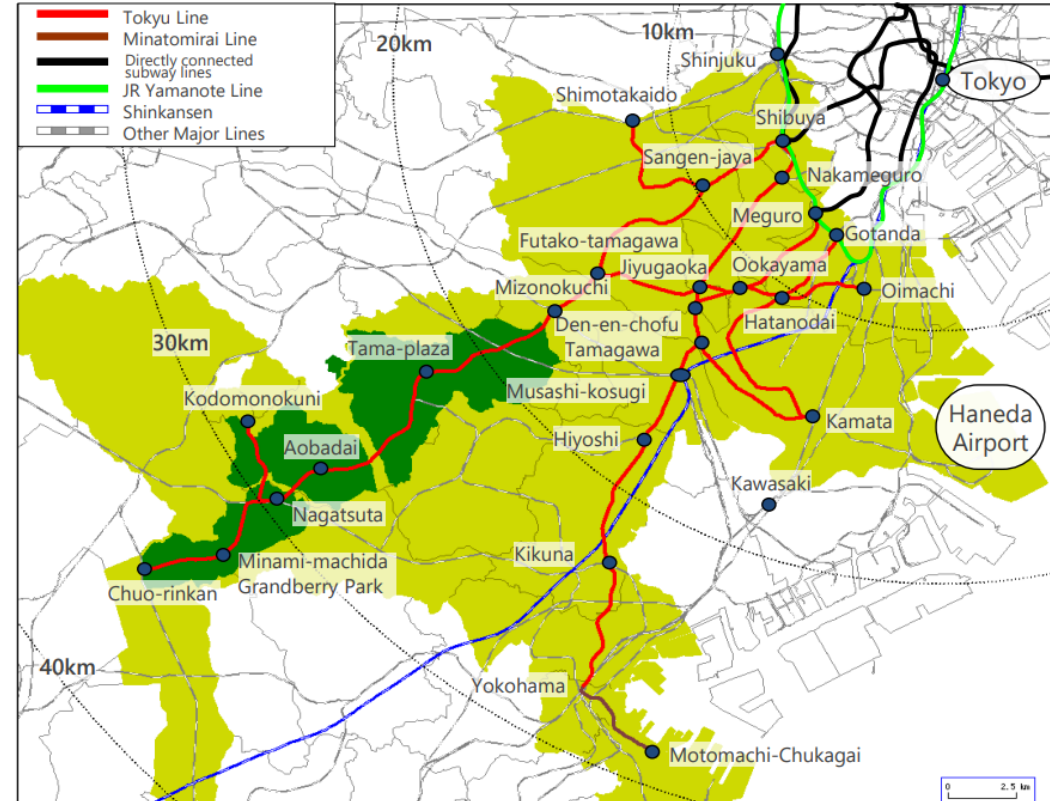 Tokyu Line
Minatomirai Line
Directly connected
subway lines
JR Yamanote Line
Shinkansen
Other Major Lines
20km
10km
Shinjuku
Tokyo
Shimotakaido
Shibuya
Sangen-jaya
Nakameguro
Meguro
Gotanda
Futako-tamagawa
Jiyugaoka
Ookayama
Mizonokuchi
Oimachi
Den-en-chofu
Hatanodai
30km
Tama-plaza
Tamagawa
Musashi-kosugi
Kodomonokuni
Kamata
Haneda
Airport
Hiyoshi
Aobadai
Kawasaki
Nagatsuta
Kikuna
Minami-machida
Grandberry Park
Chuo-rinkan
40km
Yokohama
Motomachi-Chukagai
0 2.5 km